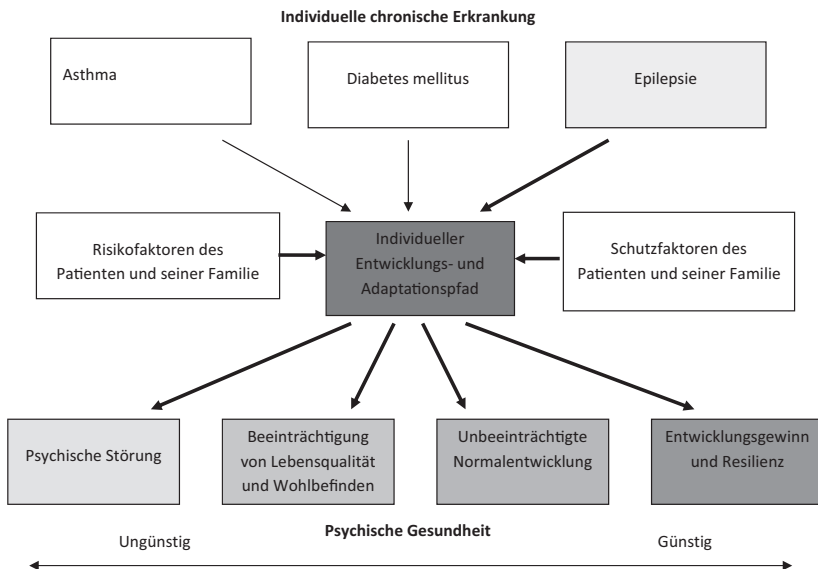 Individuelle chronische Erkrankung
Asthma
Diabetes mellitus
Epilepsie
Risikofaktoren des
Patienten und seiner Familie
Individueller
Entwicklungs- und
Adaptationspfad
Schutzfaktoren des
Patienten und seiner Familie
Psychische Störung
Beeinträchtigung
von Lebensqualität
und Wohlbefinden
Unbeeinträchtigte
Normalentwicklung
Entwicklungsgewinn
und Resilienz
Psychische Gesundheit
Ungünstig
Günstig